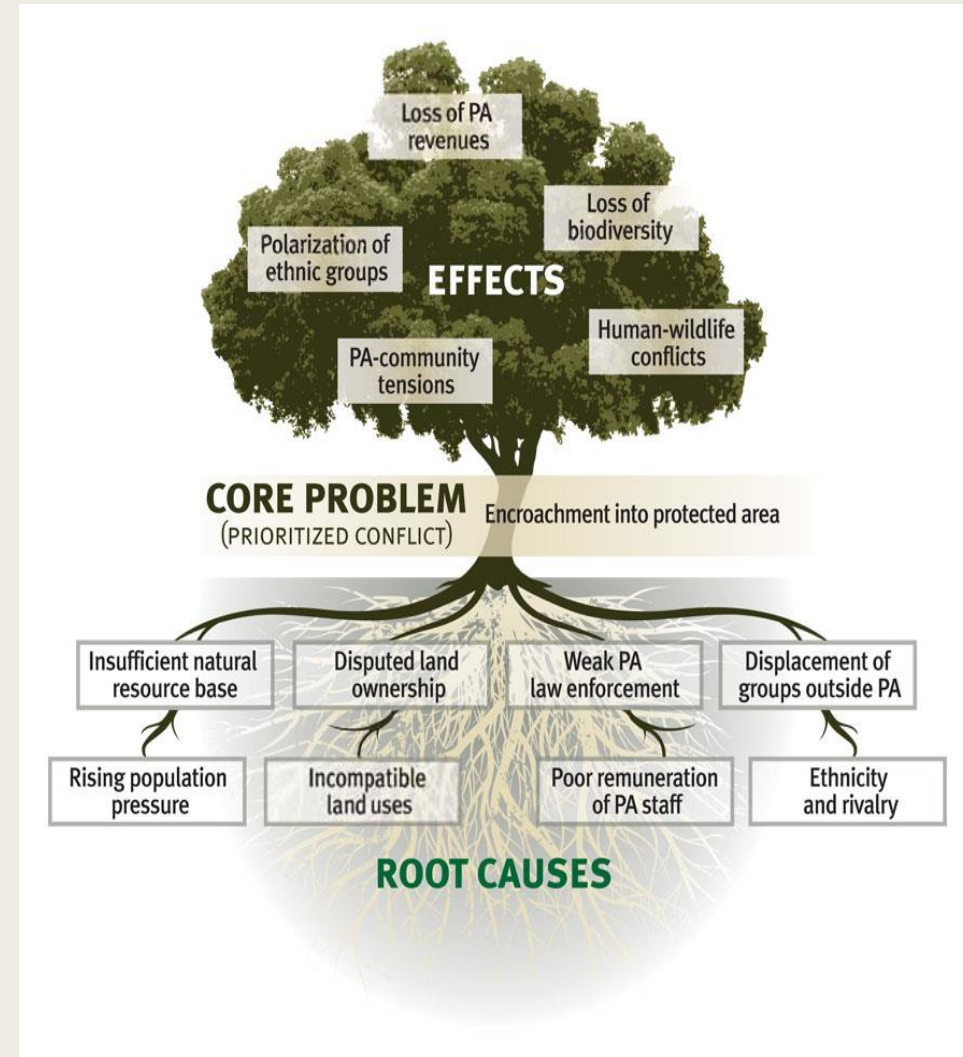 Loss of PA
revenues
Loss of
biodiversity
Polarization of
ethnic groups
EFFECTS
Human-wildlife
conflicts
PA-community
tensions
CORE PROBLEM
(PRIORITIZED CONFLICT)
Encroachment into protected area
Insufficient natural
resource base
Disputed land
ownership
Weak PA
law enforcement
Displacement of
groups outside PA
Rising population
pressure
Incompatible
land uses
Poor remuneration
of PA staff
Ethnicity
and rivalry
ROOT CAUSES